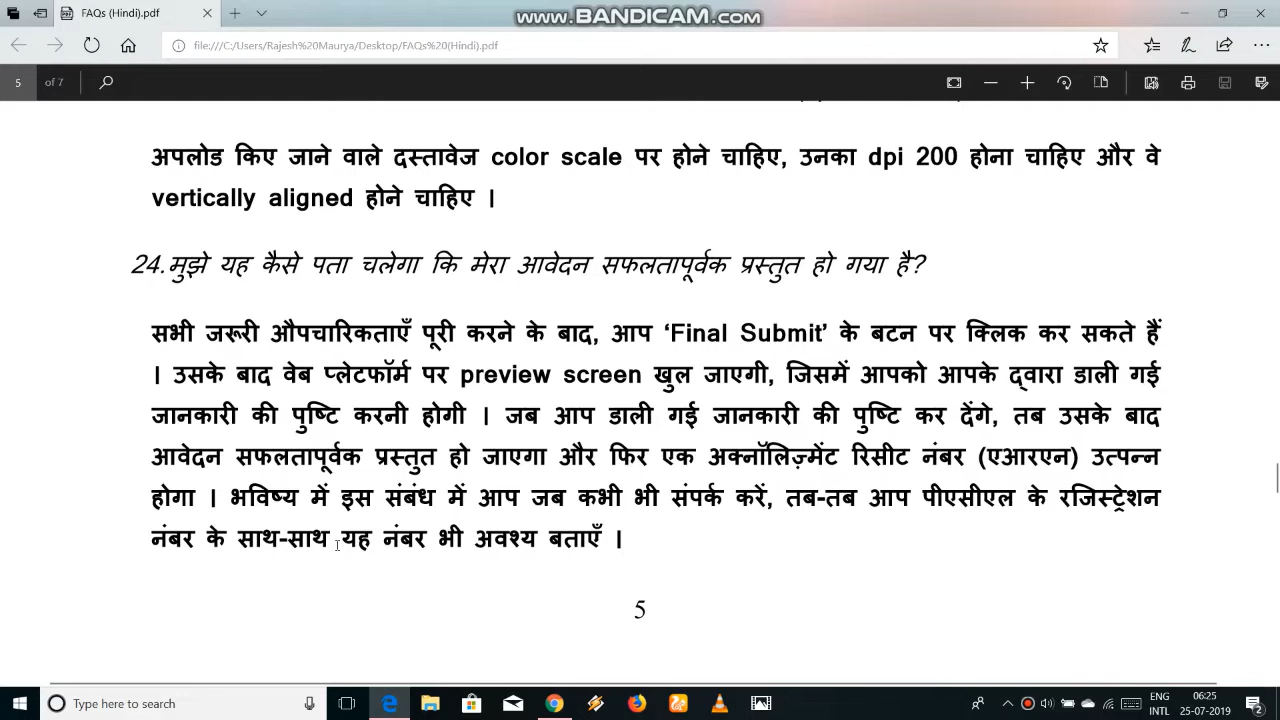 www.BANDICAM.com
FAQs (Hindi).pdf
file:///C:/Users/Rajesh%20Maurya/Desktop/FAQs%20(Hindi).pdf
5 of 7
अपलोड किए जाने वाले दस्तावेज color scale पर होने चाहिए, उनका dpi 200 होना चाहिए और वे
vertically aligned होने चाहिए ।
24.मुझे यह कैसे पता चलेगा कि मेरा आवेदन सफलतापूर्वक प्रस्तुत हो गया है?
सभी जरूरी औपचारिकताएँ पूरी करने के बाद, आप ‘Final Submit’ के बटन पर क्लिक कर सकते हैं
। उसके बाद वेब प्लेटफॉर्म पर preview screen खुल जाएगी, जिसमें आपको आपके द्वारा डाली गई
जानकारी की पुष्टि करनी होगी । जब आप डाली गई जानकारी की पुष्टि कर देंगे, तब उसके बाद
आवेदन सफलतापूर्वक प्रस्तुत हो जाएगा और फिर एक अक्नॉलिज़्मेंट रिसीट नंबर (एआरएन) उत्पन्न
होगा । भविष्य में इस संबंध में आप जब कभी भी संपर्क करें, तब-तब आप पीएसीएल के रजिस्ट्रेशन
नंबर के साथ-साथ यह नंबर भी अवश्य बताएँ ।
5
Type here to search
ENG 06:25
INTL 25-07-2019
2